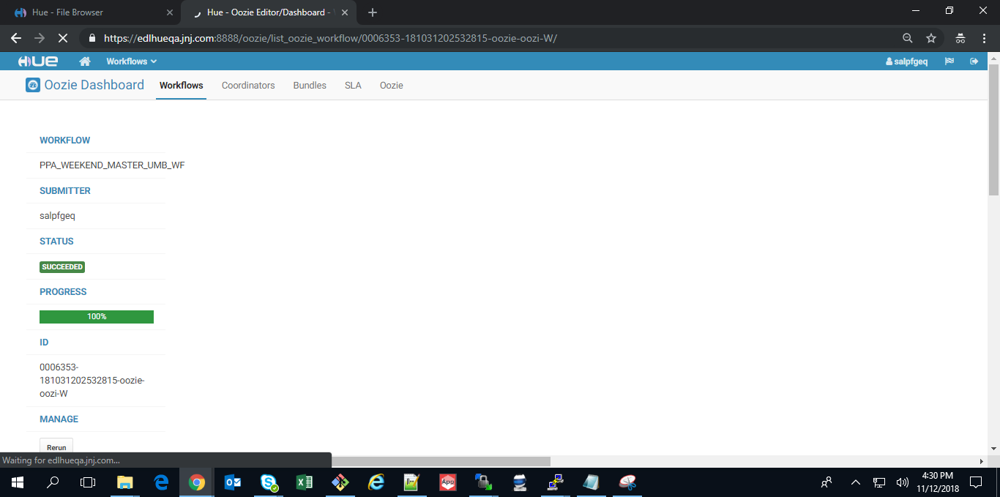 Hue - File Browser
Hue - Oozie Editor/Dashboard -
https://edlhueqa.jnj.com:8888/oozie/list_oozie_workflow/0006353-181031202532815-oozie-oozi-W/
HUE
Workflows
salpfgeq
Oozie Dashboard
Workflows
Coordinators
Bundles
SLA
Oozie
WORKFLOW
PPA_WEEKEND_MASTER_UMB_WF
SUBMITTER
salpfgeq
STATUS
SUCCEEDED
PROGRESS
100%
ID
0006353-
181031202532815-oozie-
oozi-W
MANAGE
Rerun
Waiting for edlhueqa.jnj.com...
App
4:30 PM
11/12/2018